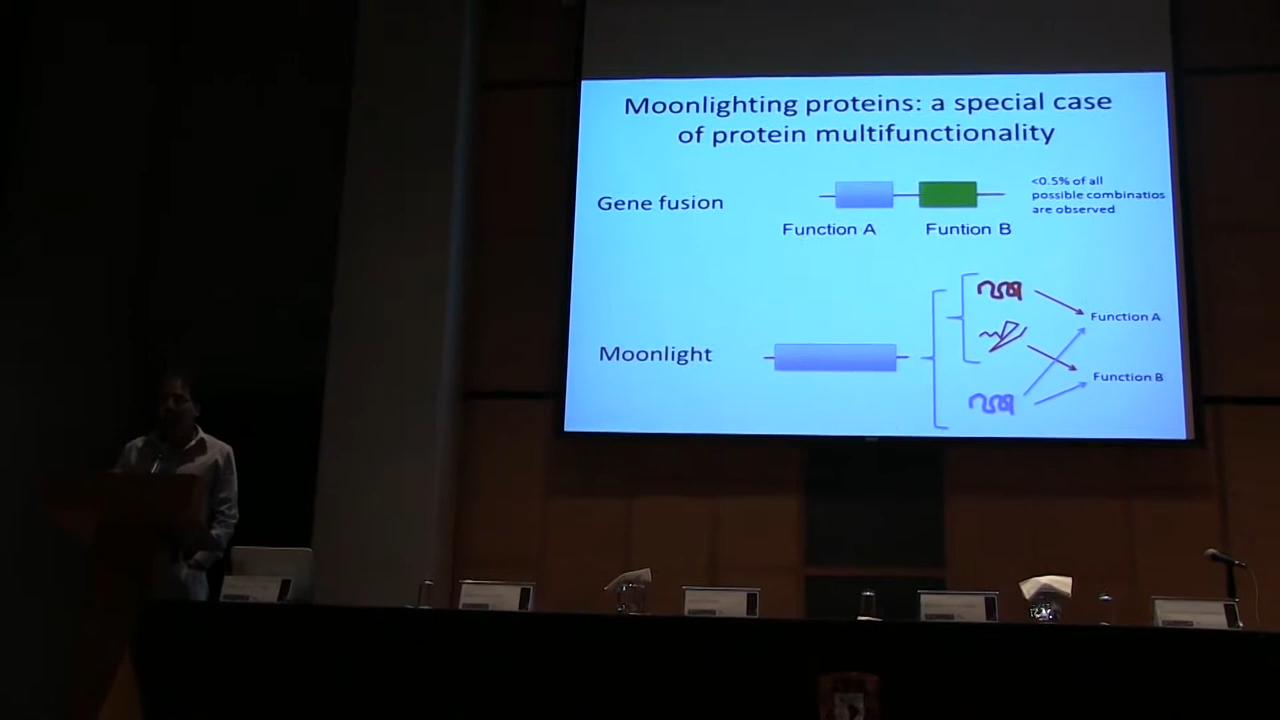 Moonlighting proteins: a special case
of protein multifunctionality
Gene fusion
<0.5% of all
possible combinatios
are observed
Function A
Funtion B
Moonlight
Function A
Function B